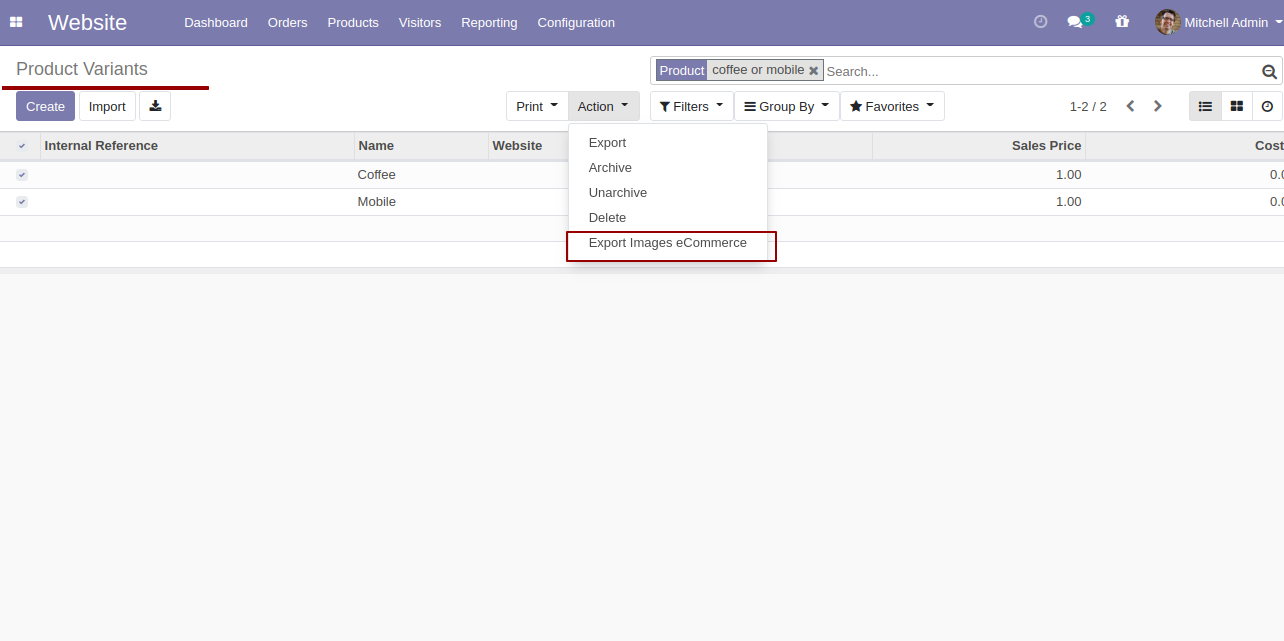 Website Dashboard Orders Products Visitors Reporting Configuration 3 Mitchell Admin
Product Variants
Product coffee or mobile Search...
Create Import Print Action Filters Group By Favorites 1-2 / 2
Internal Reference Name Website Sales Price Cost
Coffee 1.00 0.0
Mobile 1.00 0.0
Export
Archive
Unarchive
Delete
Export Images eCommerce